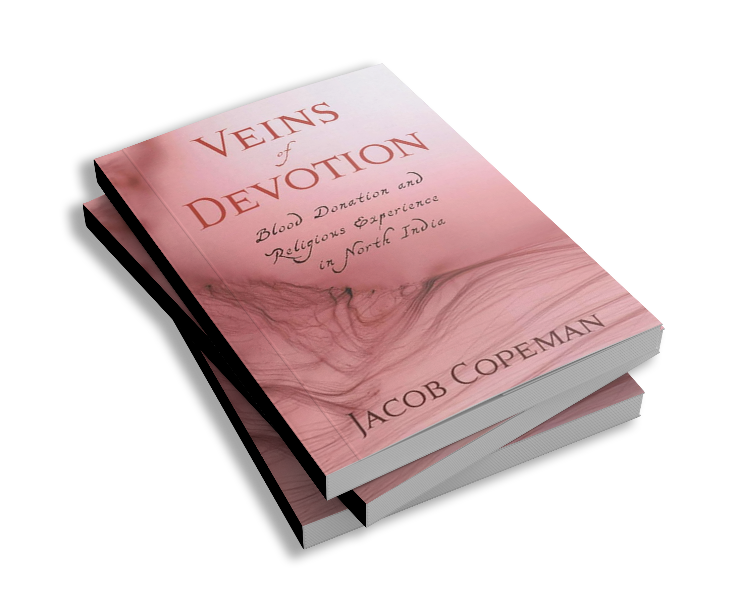 VEINS
of
DEVOTION
Blood Donation and
Religious Experience
in North India
JACOB COPEMAN